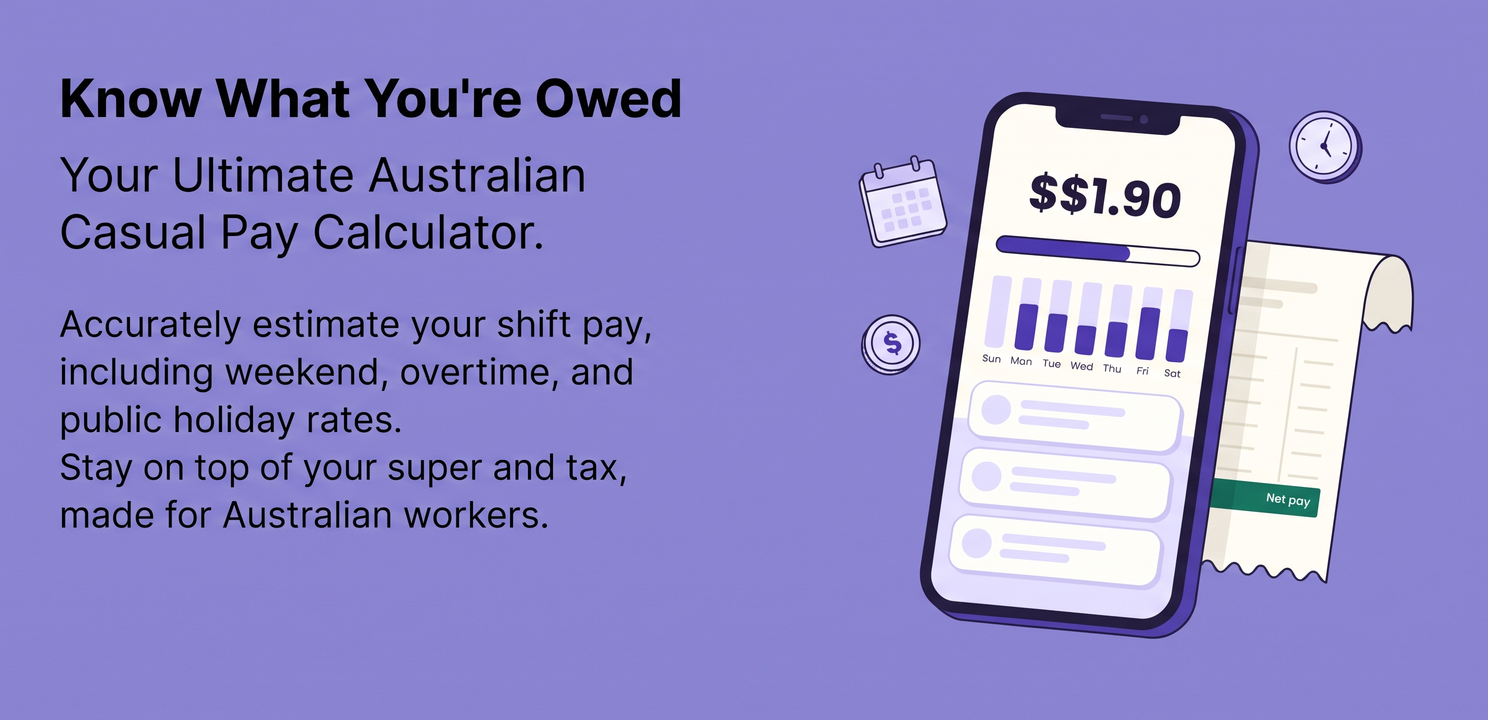 Know What You're Owed
Your Ultimate Australian
Casual Pay Calculator.
Accurately estimate your shift pay,
including weekend, overtime, and
public holiday rates.
Stay on top of your super and tax,
made for Australian workers.
$$1.90
Sun Man Tue Wed Thu Fri Sat
$
Net pay